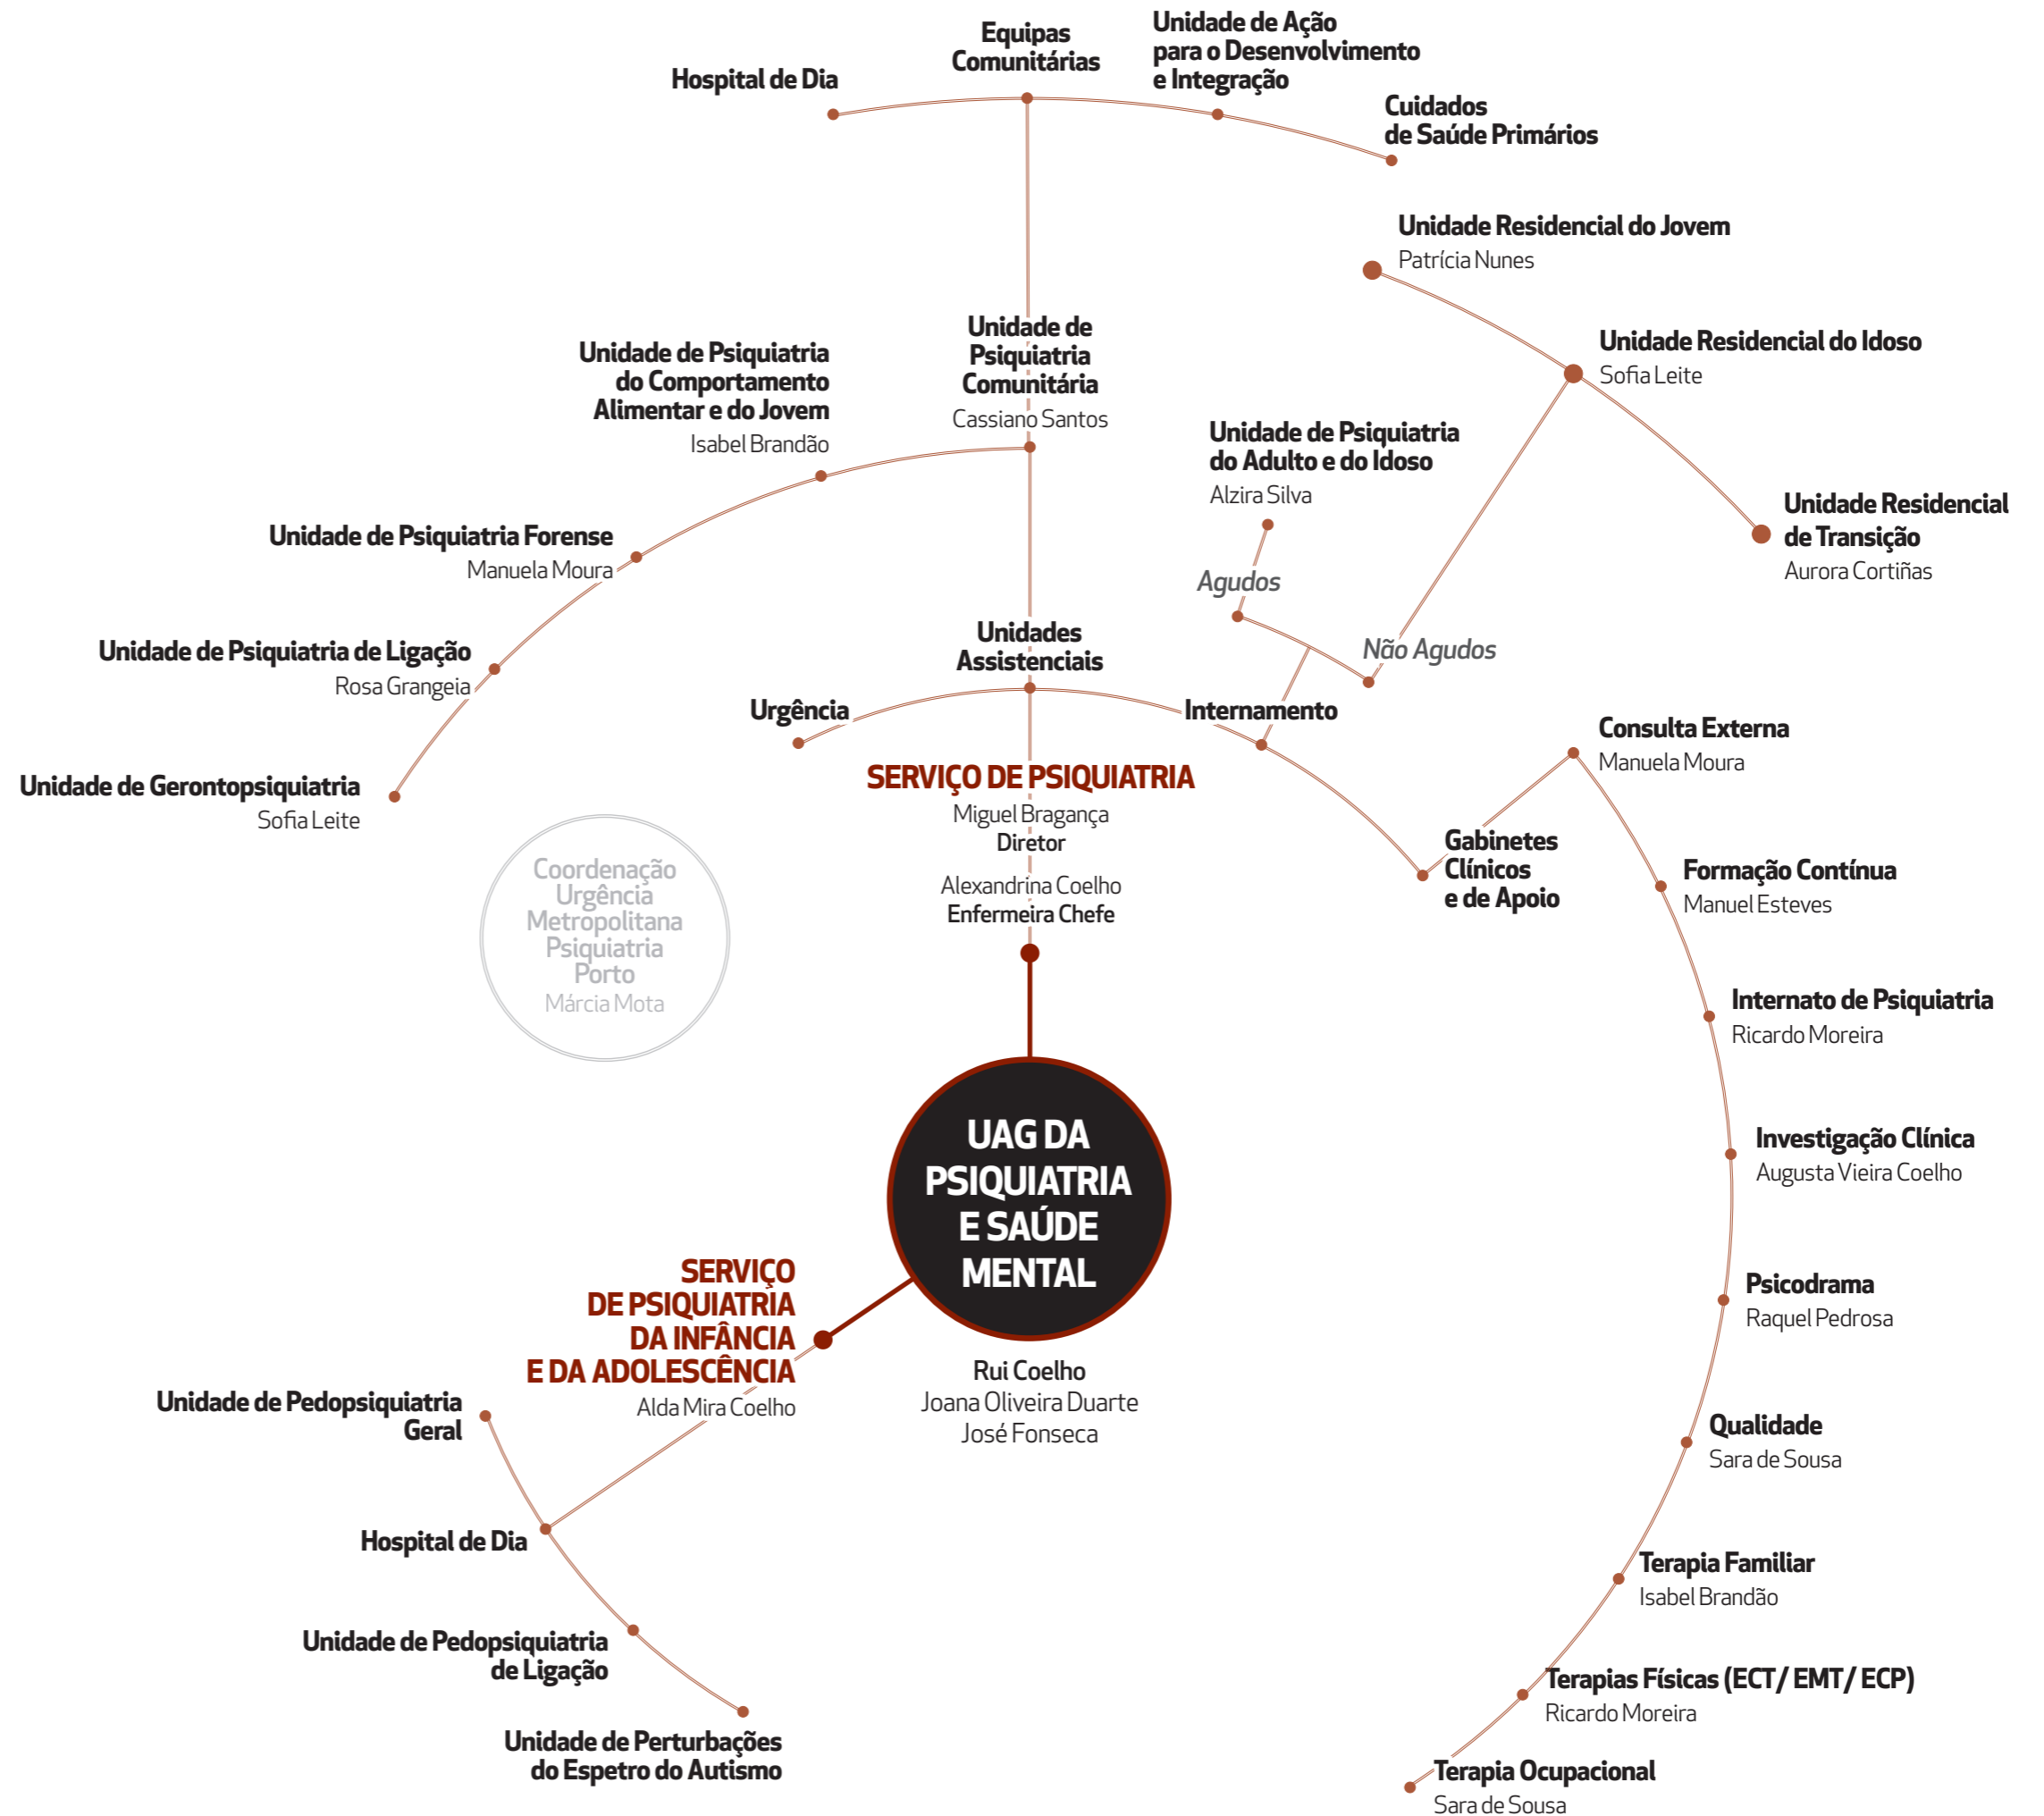 Equipas
Comunitárias
Unidade de Ação
para o Desenvolvimento
e Integração
Hospital de Dia
Cuidados
de Saúde Primários
Unidade Residencial do Jovem
Patrícia Nunes
Unidade Residencial do Idoso
Sofia Leite
Unidade Residencial
de Transição
Aurora Cortiñas
Unidade de
Psiquiatria
Comunitária
Cassiano Santos
Unidade de Psiquiatria
do Comportamento
Alimentar e do Jovem
Isabel Brandão
Unidade de Psiquiatria Forense
Manuela Moura
Unidade de Psiquiatria de Ligação
Rosa Grangeia
Unidade de Gerontopsiquiatria
Sofia Leite
Unidade de Psiquiatria
do Adulto e do Idoso
Alzira Silva
Agudos
Não Agudos
Unidades
Assistenciais
Urgência
Internamento
SERVIÇO DE PSIQUIATRIA
Miguel Bragança
Diretor
Alexandrina Coelho
Enfermeira Chefe
Coordenação
Urgência
Metropolitana
Psiquiatria
Porto
Márcia Mota
Gabinetes
Clínicos
e de Apoio
Consulta Externa
Manuela Moura
Formação Contínua
Manuel Esteves
Internato de Psiquiatria
Ricardo Moreira
Investigação Clínica
Augusta Vieira Coelho
Psicodrama
Raquel Pedrosa
Qualidade
Sara de Sousa
Terapia Familiar
Isabel Brandão
Terapias Físicas (ECT/ EMT/ ECP)
Ricardo Moreira
Terapia Ocupacional
Sara de Sousa
UAG DA
PSIQUIATRIA
E SAÚDE
MENTAL
Rui Coelho
Joana Oliveira Duarte
José Fonseca
SERVIÇO
DE PSIQUIATRIA
DA INFÂNCIA
E DA ADOLESCÊNCIA
Alda Mira Coelho
Unidade de Pedopsiquiatria
Geral
Hospital de Dia
Unidade de Pedopsiquiatria
de Ligação
Unidade de Perturbações
do Espetro do Autismo